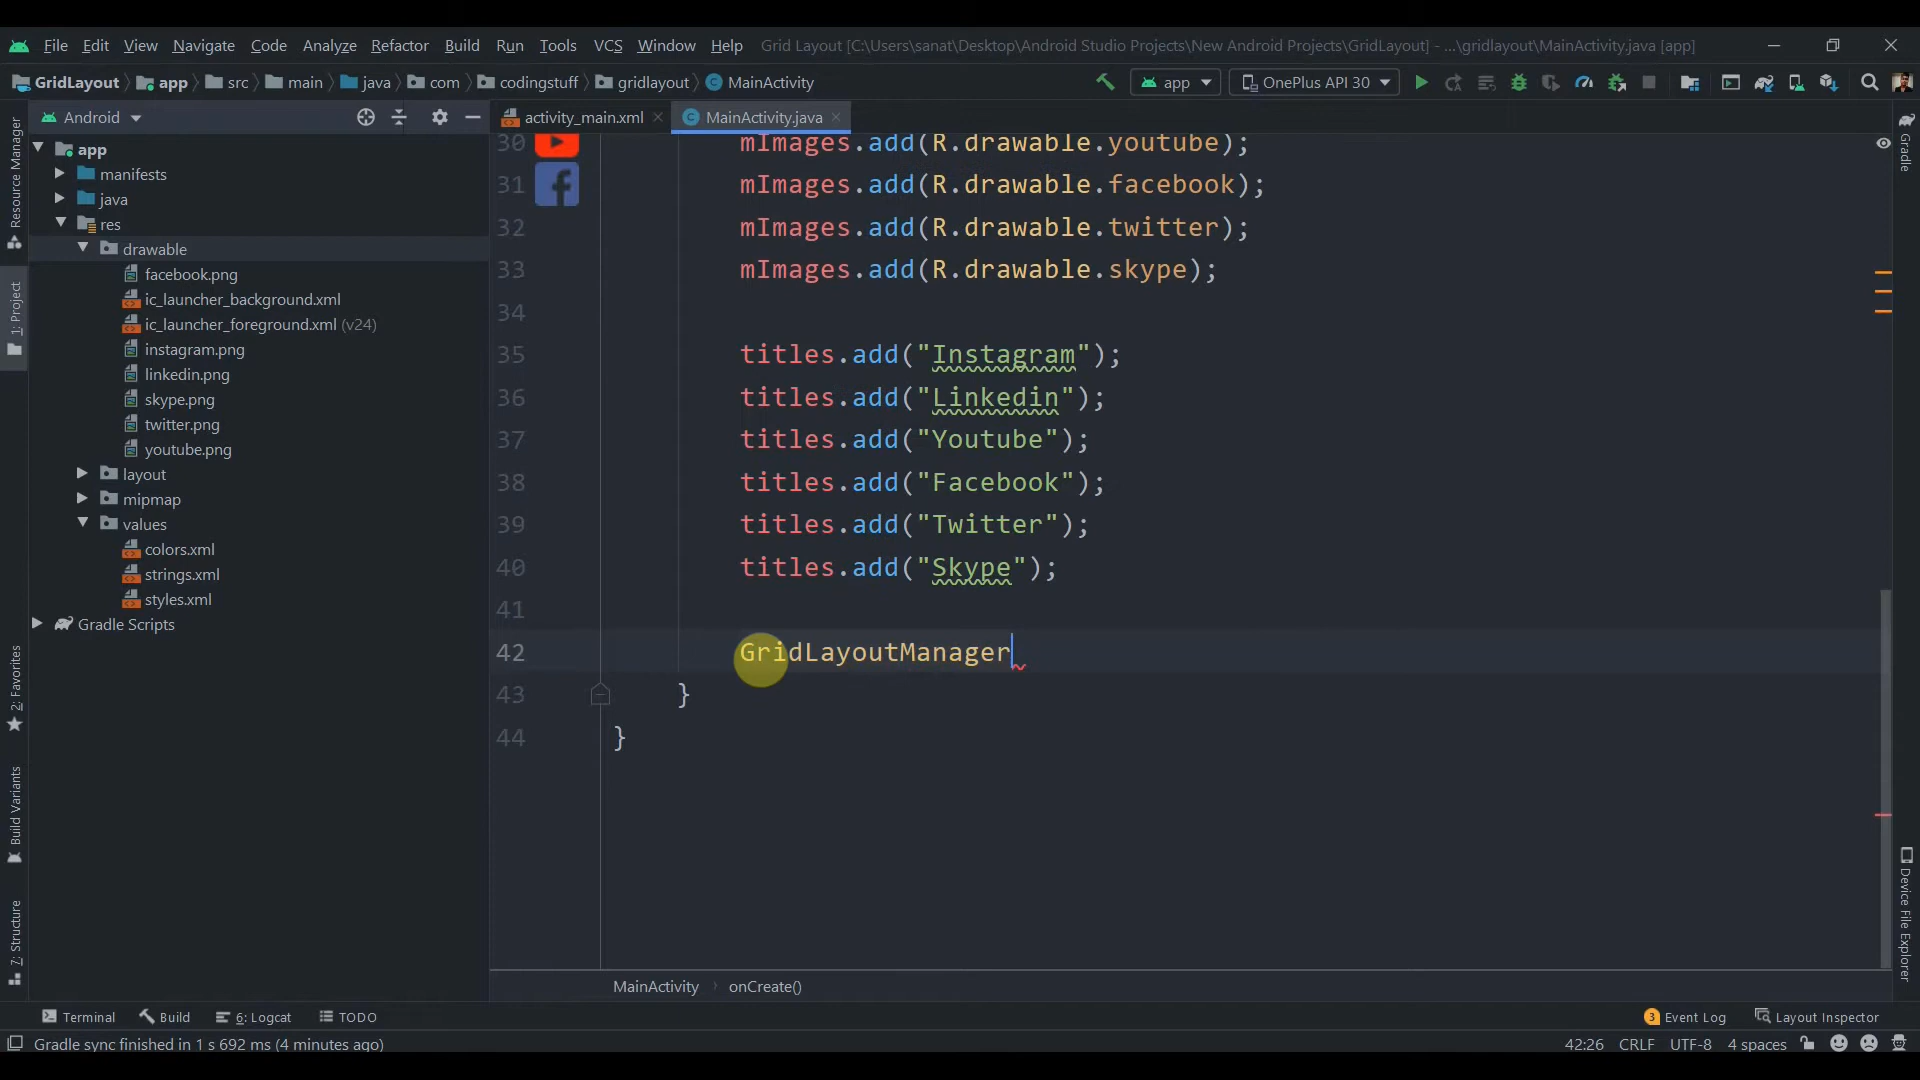 File Edit View Navigate Code Analyze Refactor Build Run Tools VCS Window Help Grid Layout [C:\Users\sanat\Desktop\Android Studio Projects\New Android Projects\GridLayout] - ...\gridlayout\MainActivity.java [app]
GridLayout app src main java com codingstuff gridlayout MainActivity app OnePlus API 30
Android activity_main.xml MainActivity.java
Resource Manager
1: Project
2: Favorites
Build Variants
7: Structure
app
manifests
java
res
drawable
facebook.png
ic_launcher_background.xml
ic_launcher_foreground.xml (v24)
instagram.png
linkedin.png
skype.png
twitter.png
youtube.png
layout
mipmap
values
colors.xml
strings.xml
styles.xml
Gradle Scripts
30 mImages.add(R.drawable.youtube);
31 mImages.add(R.drawable.facebook);
32 mImages.add(R.drawable.twitter);
33 mImages.add(R.drawable.skype);
34
35 titles.add("Instagram");
36 titles.add("Linkedin");
37 titles.add("Youtube");
38 titles.add("Facebook");
39 titles.add("Twitter");
40 titles.add("Skype");
41
42 GridLayoutManager
43 }
44 }
Gradle
Device File Explorer
MainActivity onCreate()
Terminal Build 6: Logcat TODO 3 Event Log Layout Inspector
Gradle sync finished in 1 s 692 ms (4 minutes ago) 42:26 CRLF UTF-8 4 spaces